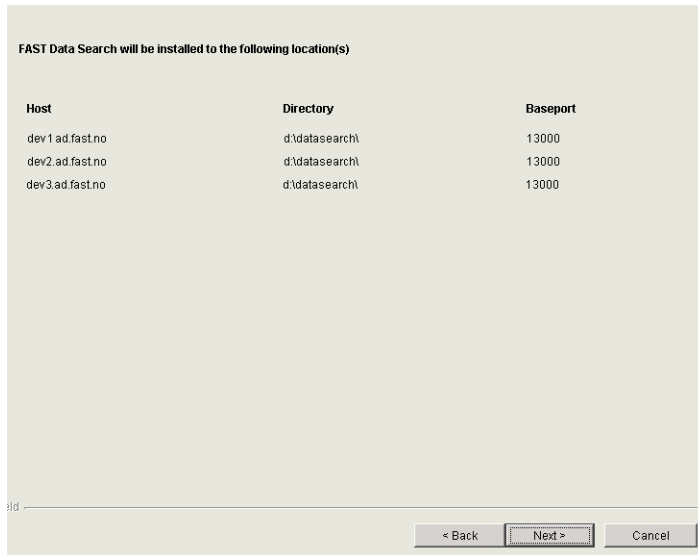 FAST Data Search will be installed to the following location(s)
Host Directory Baseport
dev1 ad.fast.no d:\datasearch\ 13000
dev2.ad.fast.no d:\datasearch\ 13000
dev3.ad.fast.no d:\datasearch\ 13000
eld
< Back Next > Cancel